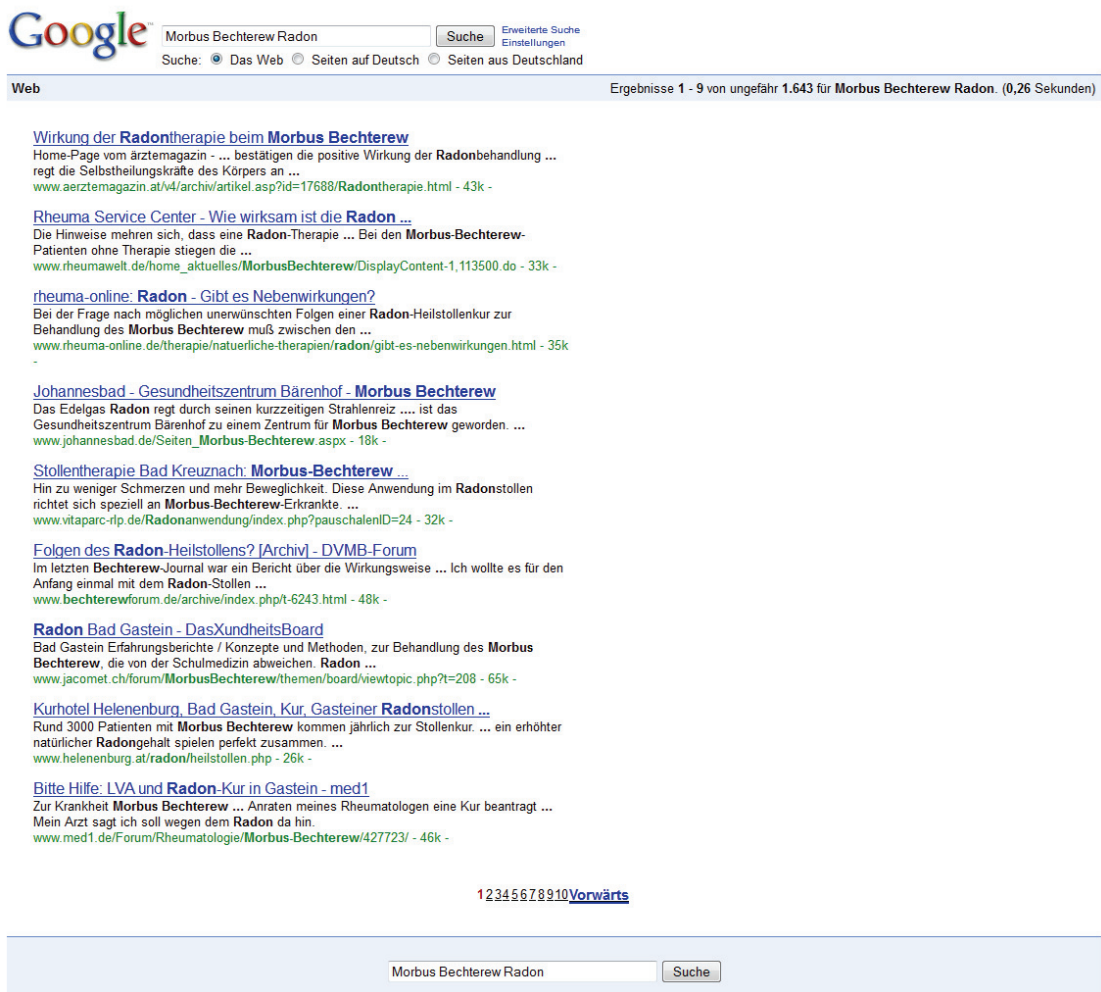 Google™ Morbus Bechterew Radon Suche Erweiterte Suche
Einstellungen
Suche: Das Web Seiten auf Deutsch Seiten aus Deutschland
Web Ergebnisse 1 - 9 von ungefähr 1.643 für Morbus Bechterew Radon. (0,26 Sekunden)
Wirkung der Radontherapie beim Morbus Bechterew
Home-Page vom ärztemagazin - ... bestätigen die positive Wirkung der Radonbehandlung ...
regt die Selbstheilungskräfte des Körpers an ...
www.aerztemagazin.at/v4/archiv/artikel.asp?id=17688/Radontherapie.html - 43k -
Rheuma Service Center - Wie wirksam ist die Radon ...
Die Hinweise mehren sich, dass eine Radon-Therapie ... Bei den Morbus-Bechterew-
Patienten ohne Therapie stiegen die ...
www.rheumawelt.de/home_aktuelles/MorbusBechterew/DisplayContent-1,113500.do - 33k -
rheuma-online: Radon - Gibt es Nebenwirkungen?
Bei der Frage nach möglichen unerwünschten Folgen einer Radon-Heilstollenkur zur
Behandlung des Morbus Bechterew muß zwischen den ...
www.rheuma-online.de/therapie/natuerliche-therapien/radon/gibt-es-nebenwirkungen.html - 35k
-
Johannesbad - Gesundheitszentrum Bärenhof - Morbus Bechterew
Das Edelgas Radon regt durch seinen kurzzeitigen Strahlenreiz .... ist das
Gesundheitszentrum Bärenhof zu einem Zentrum für Morbus Bechterew geworden. ...
www.johannesbad.de/Seiten_Morbus-Bechterew.aspx - 18k -
Stollentherapie Bad Kreuznach: Morbus-Bechterew ...
Hin zu weniger Schmerzen und mehr Beweglichkeit. Diese Anwendung im Radonstollen
richtet sich speziell an Morbus-Bechterew-Erkrankte. ...
www.vitaparc-rlp.de/Radonanwendung/index.php?pauschalenID=24 - 32k -
Folgen des Radon-Heilstollens? [Archiv] - DVMB-Forum
Im letzten Bechterew-Journal war ein Bericht über die Wirkungsweise ... Ich wollte es für den
Anfang einmal mit dem Radon-Stollen ...
www.bechterewforum.de/archive/index.php/t-6243.html - 48k -
Radon Bad Gastein - DasXundheitsBoard
Bad Gastein Erfahrungsberichte / Konzepte und Methoden, zur Behandlung des Morbus
Bechterew, die von der Schulmedizin abweichen. Radon ...
www.jacomet.ch/forum/MorbusBechterew/themen/board/viewtopic.php?t=208 - 65k -
Kurhotel Helenenburg, Bad Gastein, Kur, Gasteiner Radonstollen ...
Rund 3000 Patienten mit Morbus Bechterew kommen jährlich zur Stollenkur. ... ein erhöhter
natürlicher Radongehalt spielen perfekt zusammen. ...
www.helenenburg.at/radon/heilstollen.php - 26k -
Bitte Hilfe: LVA und Radon-Kur in Gastein - med1
Zur Krankheit Morbus Bechterew ... Anraten meines Rheumatologen eine Kur beantragt ...
Mein Arzt sagt ich soll wegen dem Radon da hin.
www.med1.de/Forum/Rheumatologie/Morbus-Bechterew/427723/ - 46k -
1 2 3 4 5 6 7 8 9 10 Vorwärts
Morbus Bechterew Radon Suche